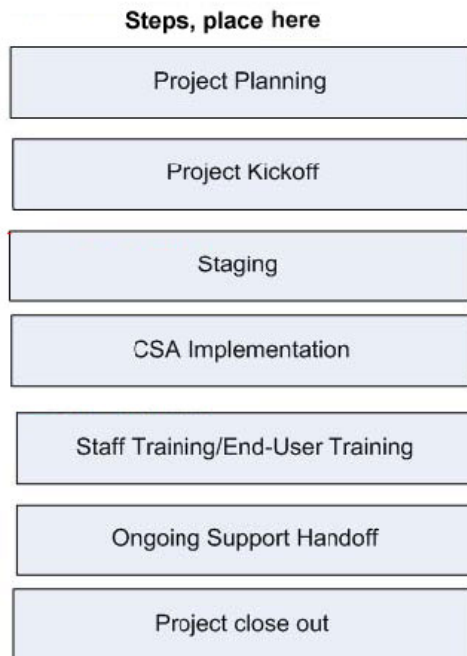 Steps, place here
Project Planning
Project Kickoff
Staging
CSA Implementation
Staff Training/End-User Training
Ongoing Support Handoff
Project close out